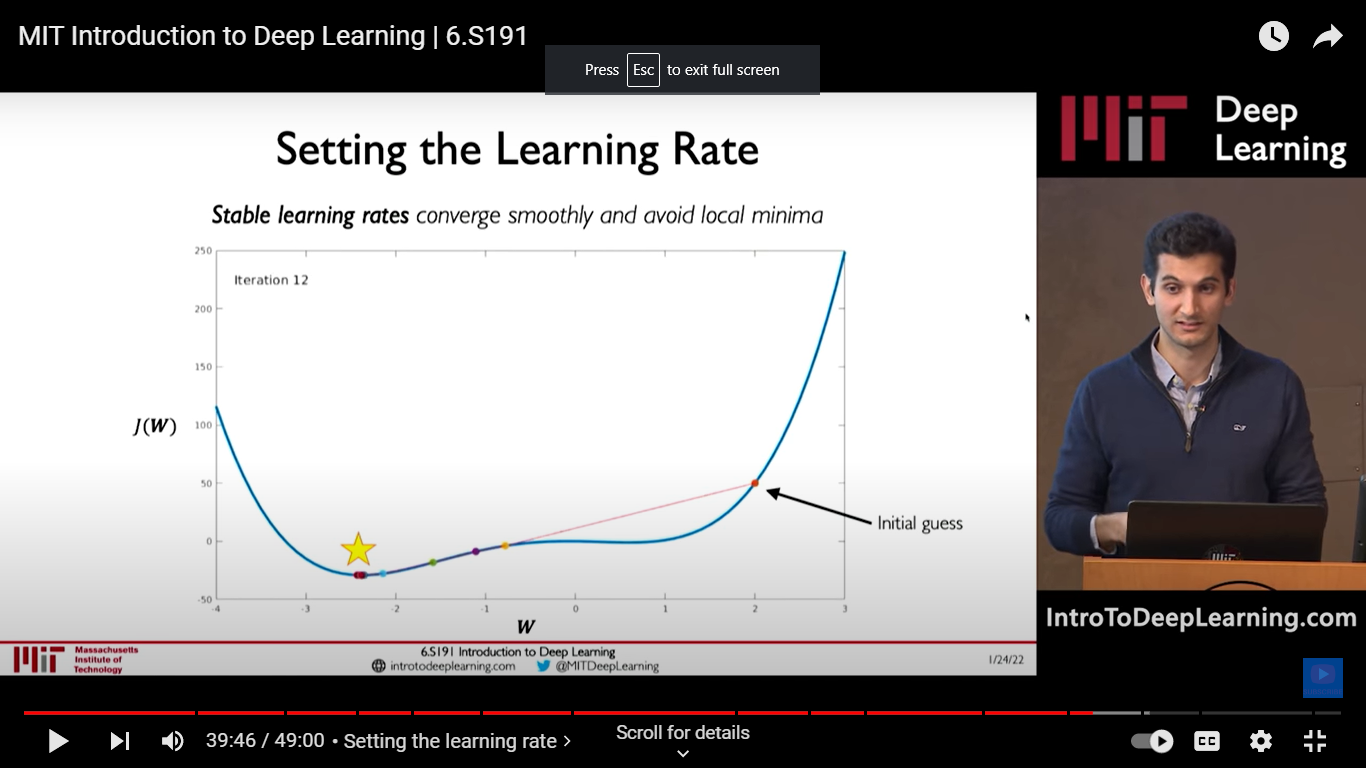 MIT Introduction to Deep Learning | 6.S191
Press Esc to exit full screen
Setting the Learning Rate
Stable learning rates converge smoothly and avoid local minima
Iteration 12
250
200
150
100
50
0
-50
J(W)
-4 -3 -2 -1 0 1 2 3
W
Initial guess
MIT
Massachusetts
Institute of
Technology
6.S191 Introduction to Deep Learning
introtodeeplearning.com @MITDeepLearning
1/24/22
MIT Deep
Learning
IntroToDeepLearning.com
39:46 / 49:00 • Setting the learning rate >
Scroll for details
CC